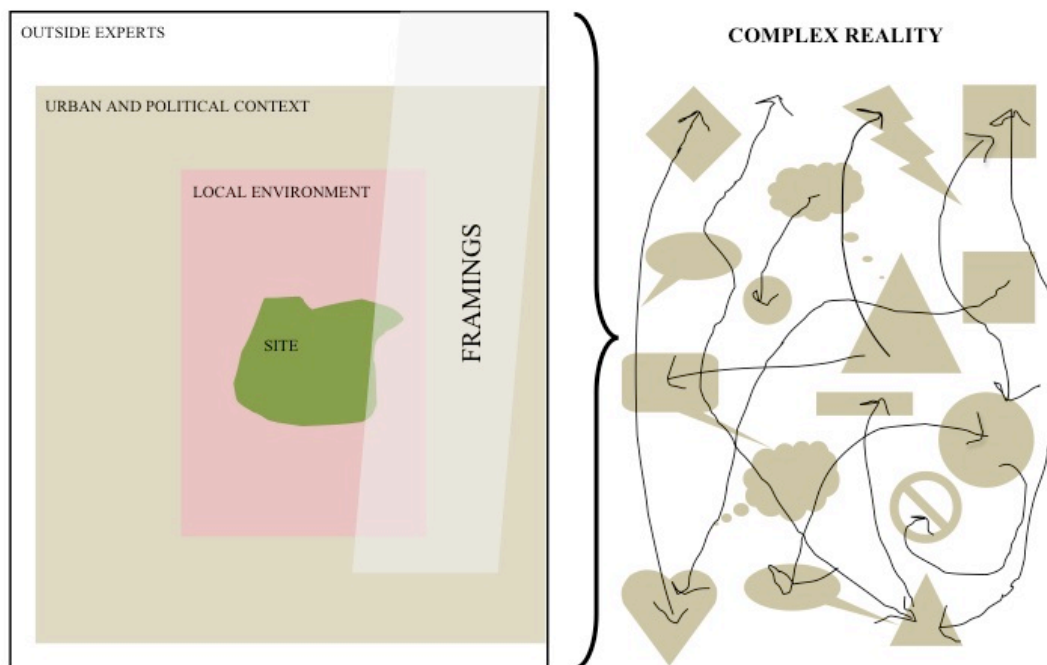 OUTSIDE EXPERTS
URBAN AND POLITICAL CONTEXT
LOCAL ENVIRONMENT
SITE
FRAMINGS
COMPLEX REALITY